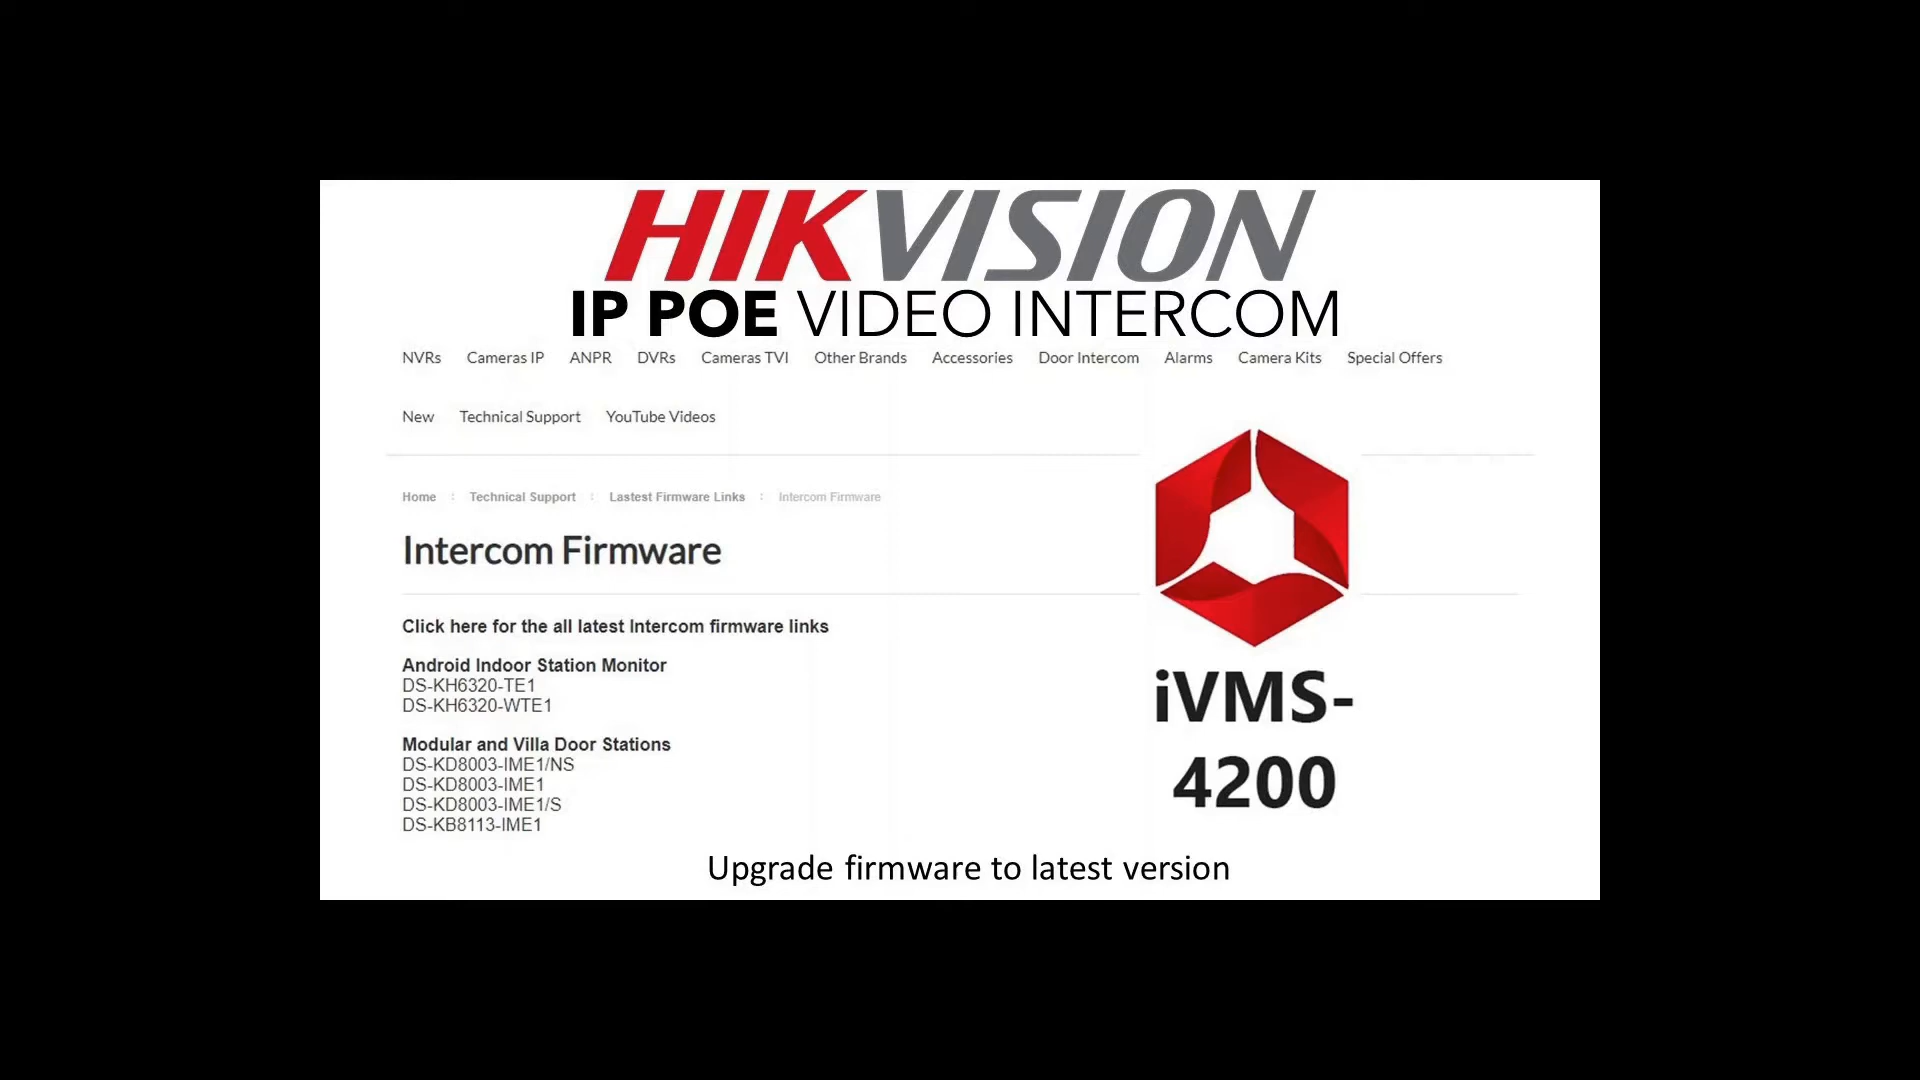 HIKVISION
IP POE VIDEO INTERCOM
NVRs Cameras IP ANPR DVRs Cameras TVI Other Brands Accessories Door Intercom Alarms Camera Kits Special Offers
New Technical Support YouTube Videos
Home : Technical Support : Lastest Firmware Links : Intercom Firmware
Intercom Firmware
Click here for the all latest Intercom firmware links
Android Indoor Station Monitor
DS-KH6320-TE1
DS-KH6320-WTE1
Modular and Villa Door Stations
DS-KD8003-IME1/NS
DS-KD8003-IME1
DS-KD8003-IME1/S
DS-KB8113-IME1
iVMS-
4200
Upgrade firmware to latest version